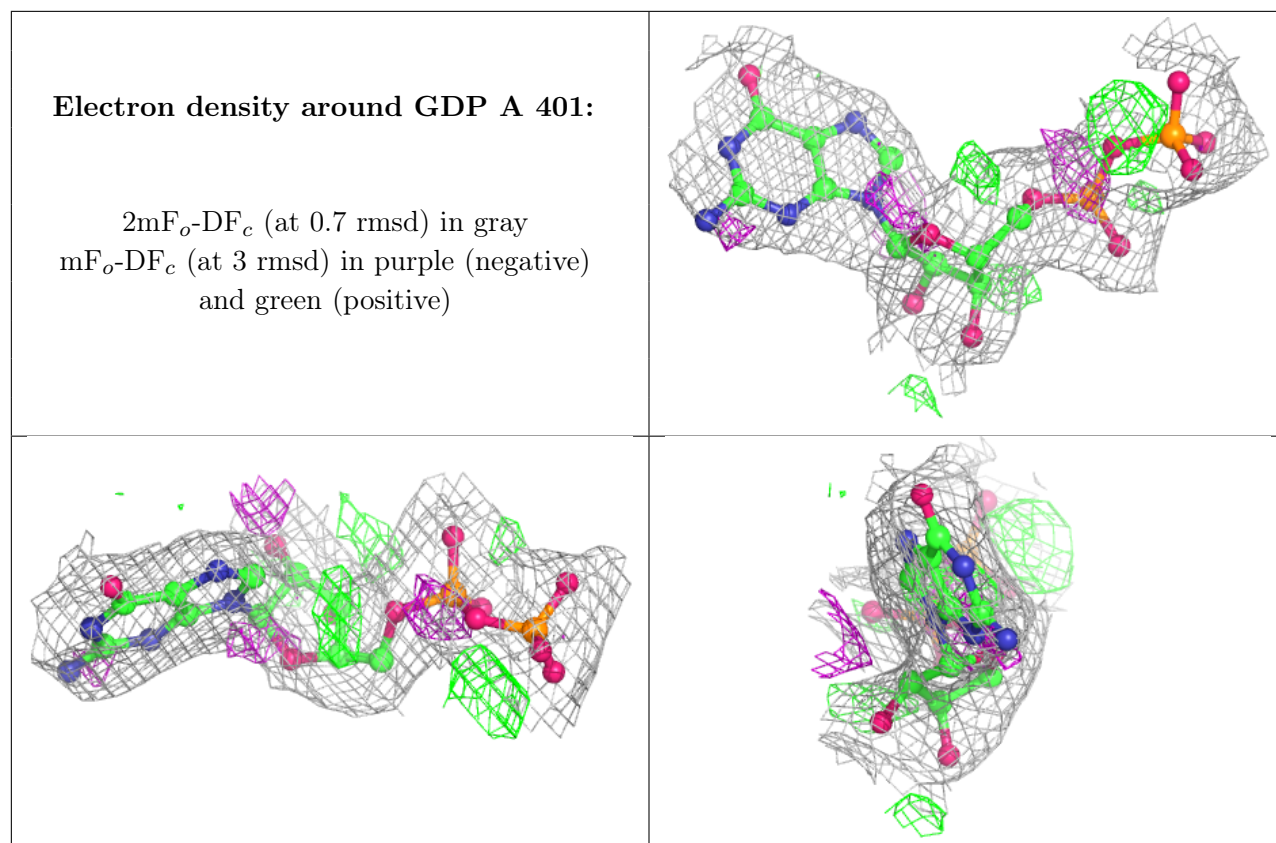 Electron density around GDP A 401:
2mFₒ-DF𝒸 (at 0.7 rmsd) in gray
mFₒ-DF𝒸 (at 3 rmsd) in purple (negative)
and green (positive)